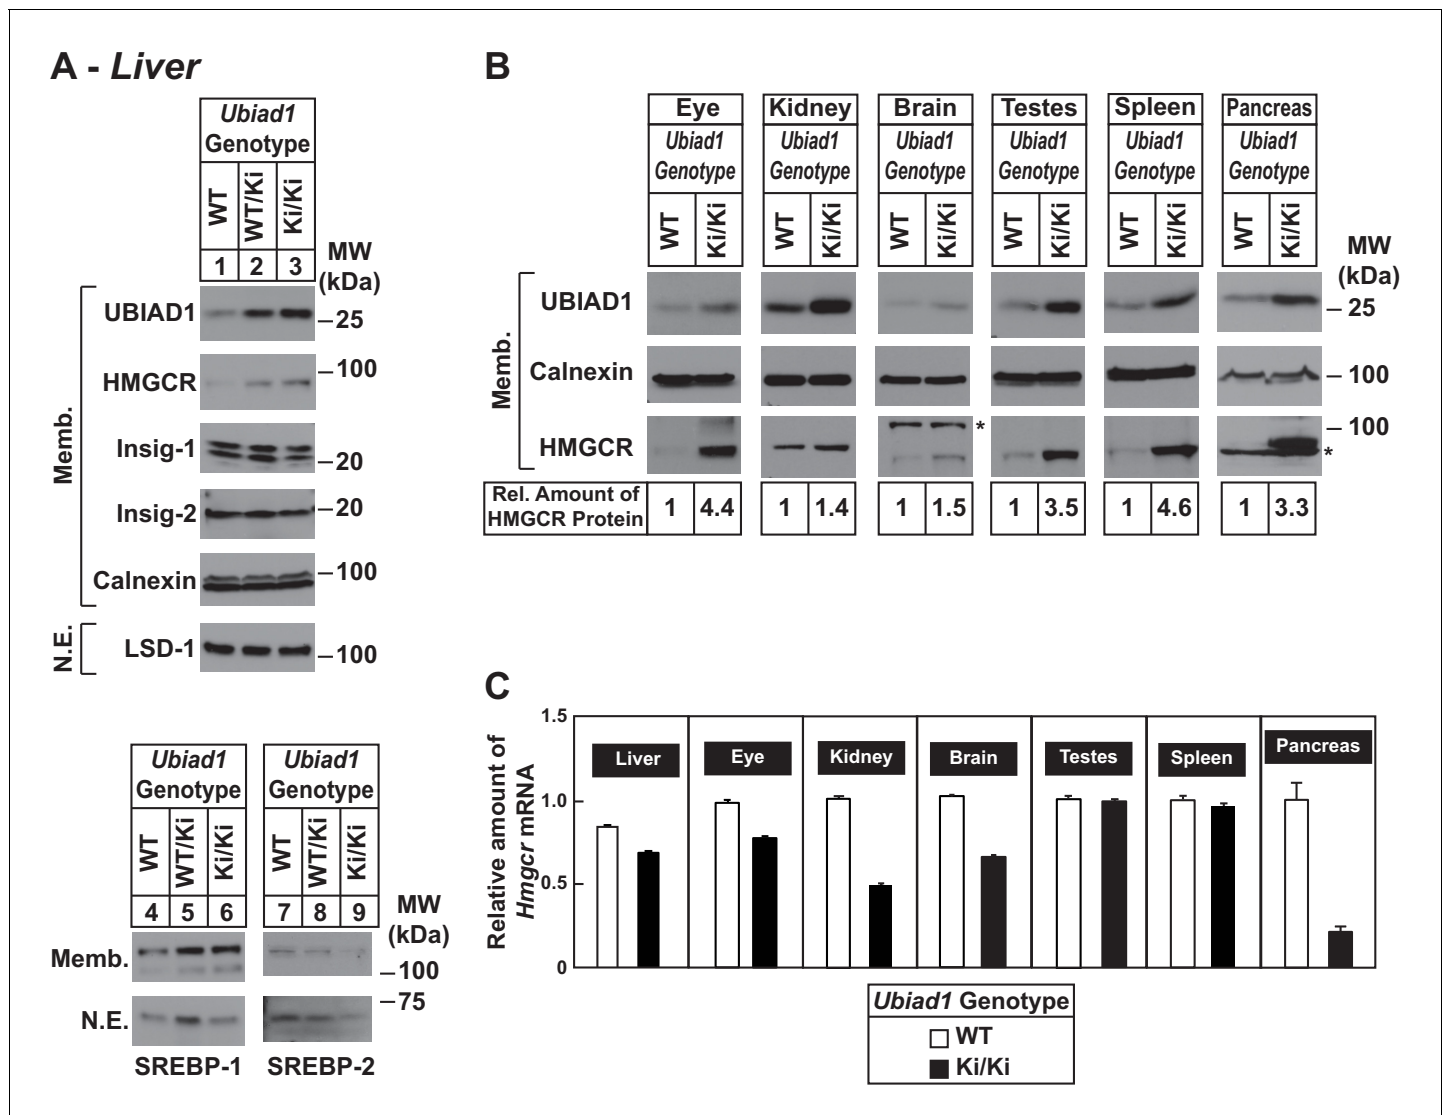 A - Liver
Ubiad1
Genotype
WT
WT/Ki
Ki/Ki
1 2 3
MW
(kDa)
Memb.
UBIAD1
25
HMGCR
100
Insig-1
20
Insig-2
20
Calnexin
100
N.E.
LSD-1
100
Ubiad1
Genotype
Ubiad1
Genotype
WT
WT/Ki
Ki/Ki
WT
WT/Ki
Ki/Ki
4 5 6
7 8 9
MW
(kDa)
Memb.
100
75
N.E.
SREBP-1
SREBP-2
B
Eye Kidney Brain Testes Spleen Pancreas
Ubiad1 Ubiad1 Ubiad1 Ubiad1 Ubiad1 Ubiad1
Genotype Genotype Genotype Genotype Genotype Genotype
WT Ki/Ki WT Ki/Ki WT Ki/Ki WT Ki/Ki WT Ki/Ki WT Ki/Ki
MW
(kDa)
Memb.
UBIAD1
25
Calnexin
100
HMGCR
100
*
*
Rel. Amount of
HMGCR Protein
1 4.4 1 1.4 1 1.5 1 3.5 1 4.6 1 3.3
C
Relative amount of
Hmgcr mRNA
1.5
1.0
0.5
0
Liver Eye Kidney Brain Testes Spleen Pancreas
Ubiad1 Genotype
WT
Ki/Ki